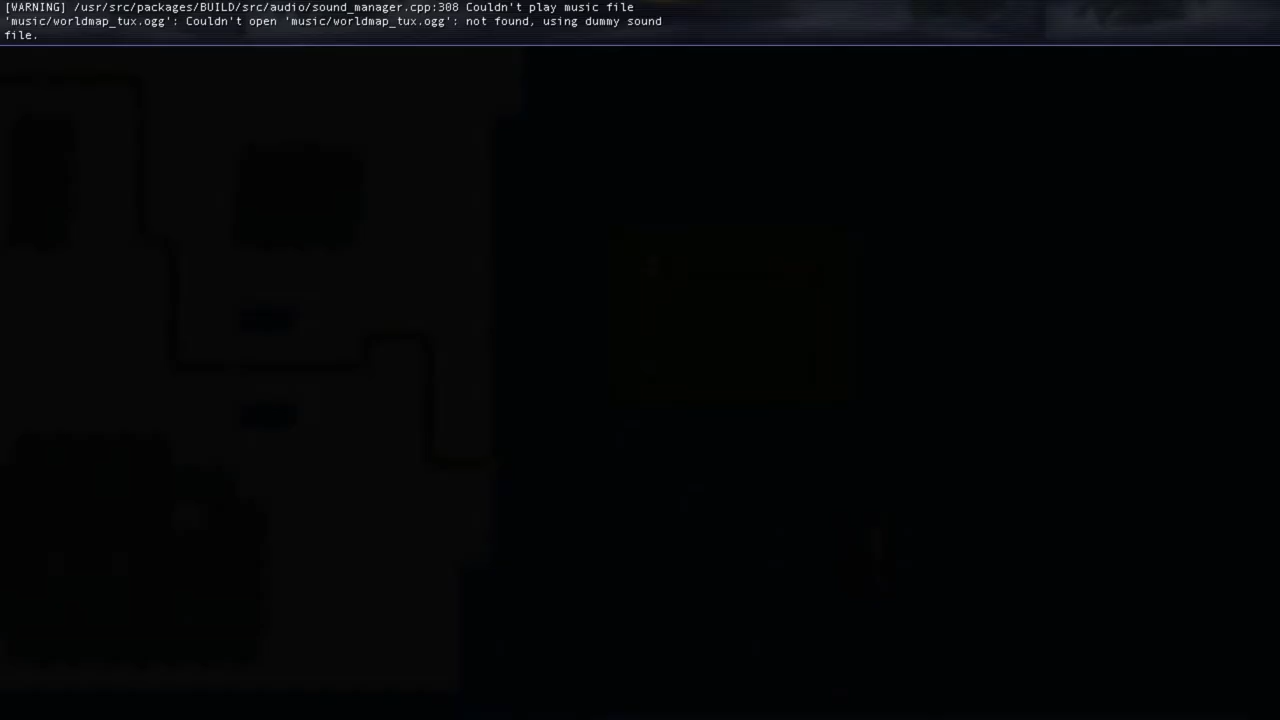 [WARNING] /usr/src/packages/BUILD/src/audio/sound_manager.cpp:308 Couldn't play music file
'music/worldmap_tux.ogg': Couldn't open 'music/worldmap_tux.ogg': not found, using dummy sound
file.